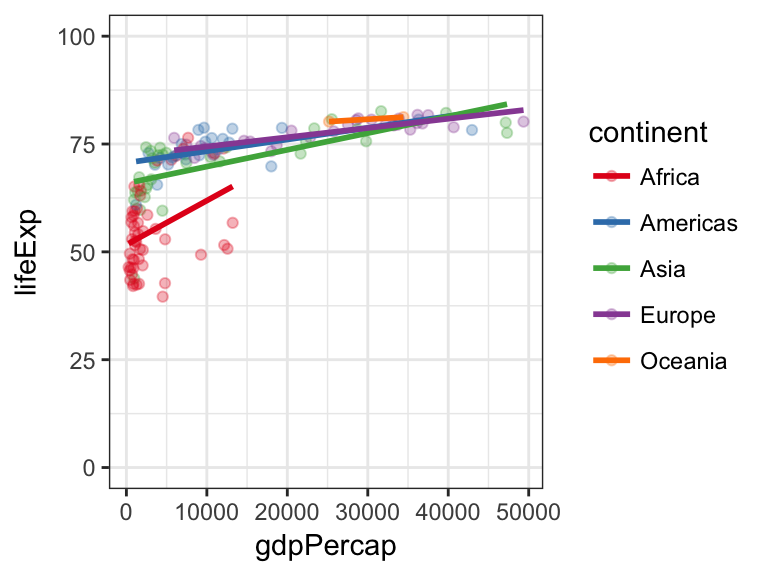 100
75
50
25
0
lifeExp
0 10000 20000 30000 40000 50000
gdpPercap
continent
Africa
Americas
Asia
Europe
Oceania